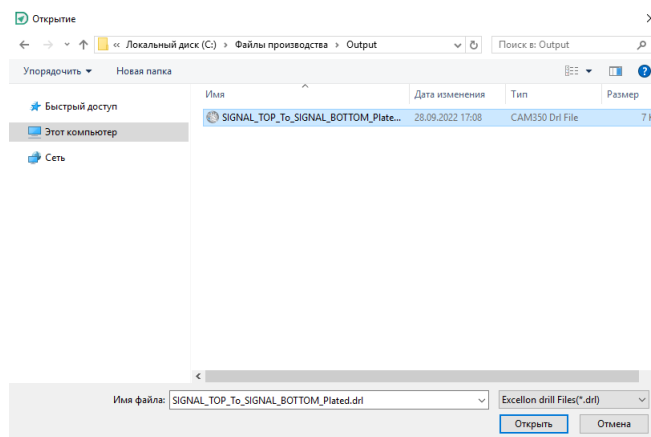 Открытие
« Локальный диск (C:) › Файлы производства › Output
Поиск в: Output
Упорядочить Новая папка
Имя Дата изменения Тип Размер
Быстрый доступ
SIGNAL_TOP_To_SIGNAL_BOTTOM_Plate... 28.09.2022 17:08 CAM350 Drl File 7
Этот компьютер
Сеть
Имя файла: SIGNAL_TOP_To_SIGNAL_BOTTOM_Plated.drl Excellon drill Files(*.drl)
Открыть Отмена